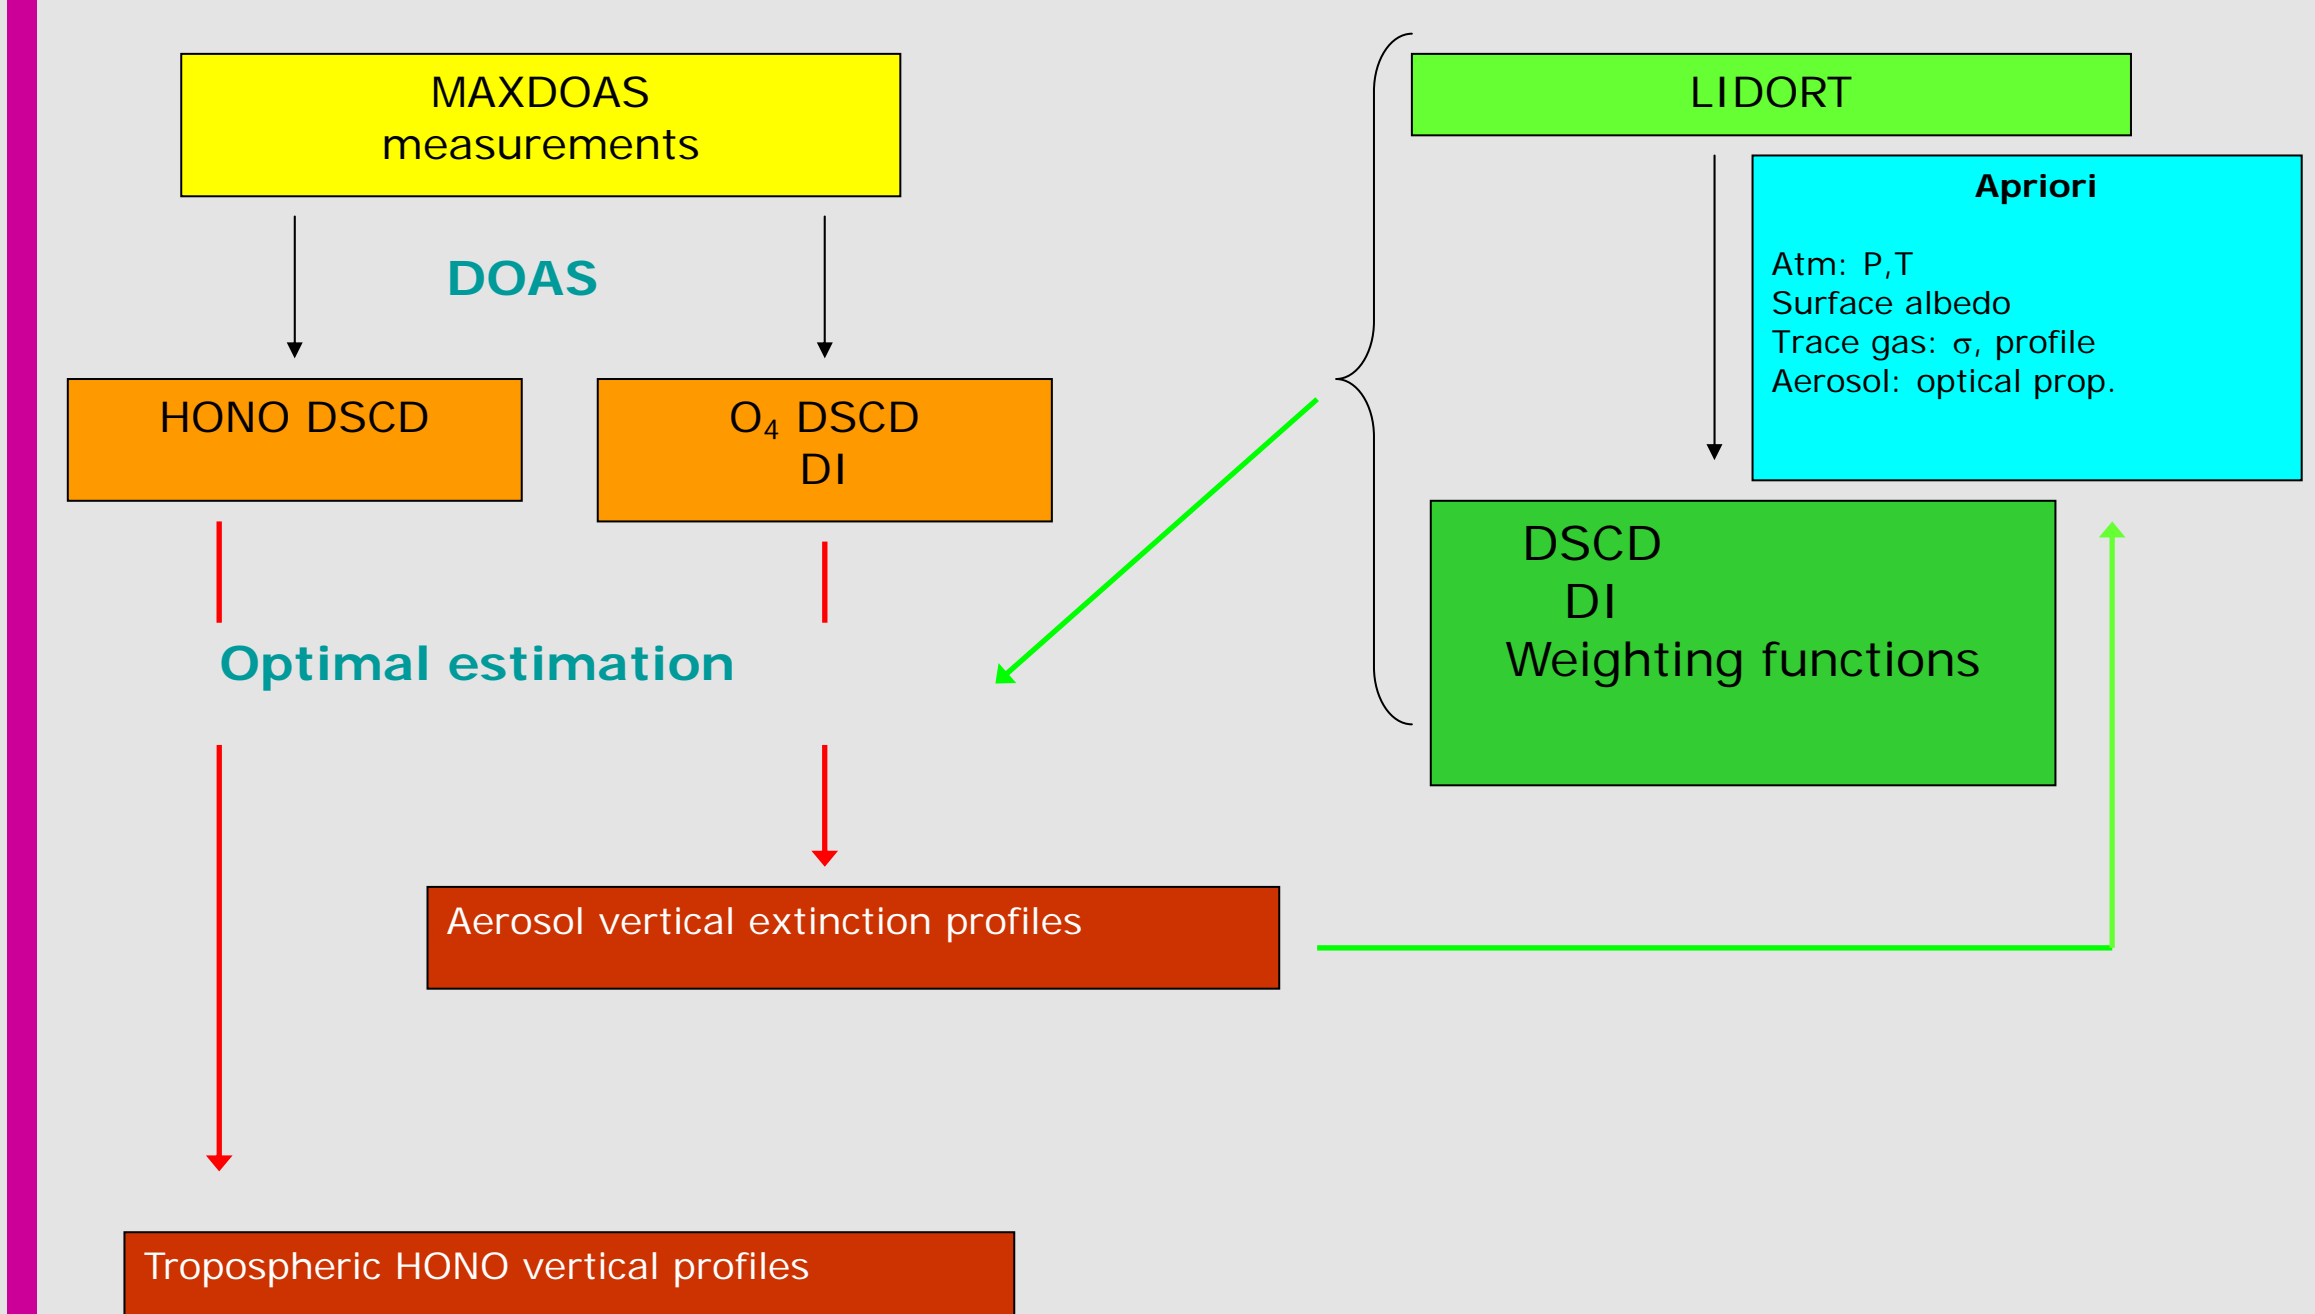 MAXDOAS
measurements
DOAS
HONO DSCD
O₄ DSCD
DI
Optimal estimation
Aerosol vertical extinction profiles
Tropospheric HONO vertical profiles
LIDORT
Apriori
Atm: P,T
Surface albedo
Trace gas: σ, profile
Aerosol: optical prop.
DSCD
DI
Weighting functions